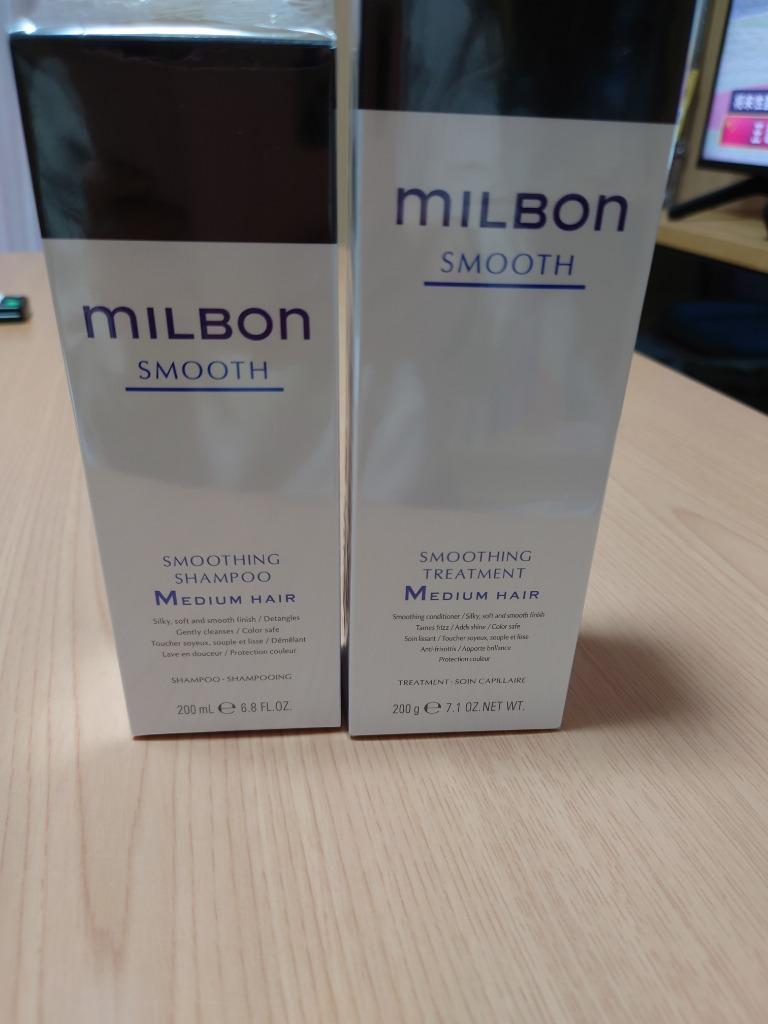 MILBON
SMOOTH
SMOOTHING
SHAMPOO
MEDIUM HAIR
Silky, soft and smooth finish / Detangles
Gently cleanses / Color safe
Toucher soyeux, souple et lisse / Démêlant
Lave en douceur / Protection couleur
SHAMPOO - SHAMPOOING
200 mL ℮ 6.8 FL.OZ.
MILBON
SMOOTH
SMOOTHING
TREATMENT
MEDIUM HAIR
Smoothing conditioner / Silky, soft and smooth finish
Tames frizz / Adds shine / Color safe
Soin lissant / Toucher soyeux, souple et lisse
Anti-frisottis / Apporte brillance
Protection couleur
TREATMENT - SOIN CAPILLAIRE
200 g ℮ 7.1 OZ.NET WT.